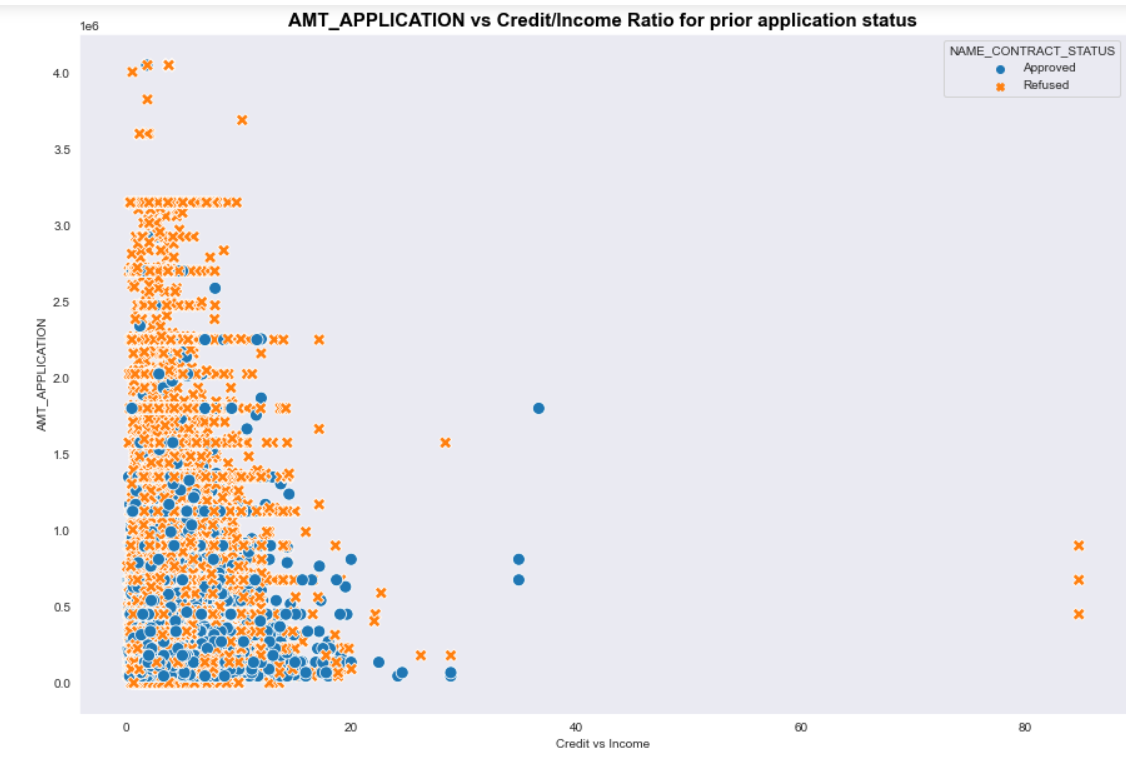 AMT_APPLICATION vs Credit/Income Ratio for prior application status
1e6
NAME_CONTRACT_STATUS
Approved
Refused
4.0
3.5
3.0
2.5
2.0
1.5
1.0
0.5
0.0
AMT_APPLICATION
0 20 40 60 80
Credit vs Income